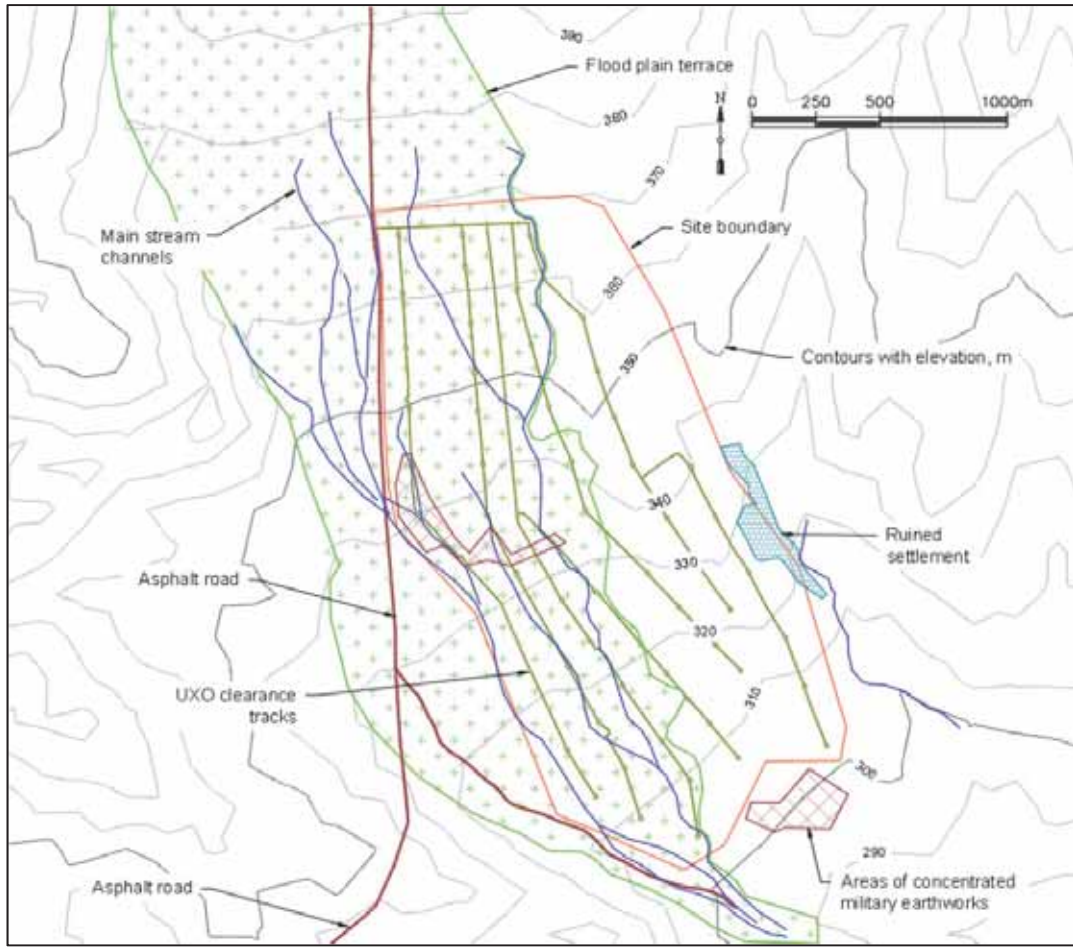 390
Flood plain terrace
N
0 250 500 1000m
380
370
Main stream
channels
Site boundary
360
350
Contours with elevation, m
340
Ruined
settlement
330
Asphalt road
320
UXO clearance
tracks
310
300
290
Areas of concentrated
military earthworks
Asphalt road